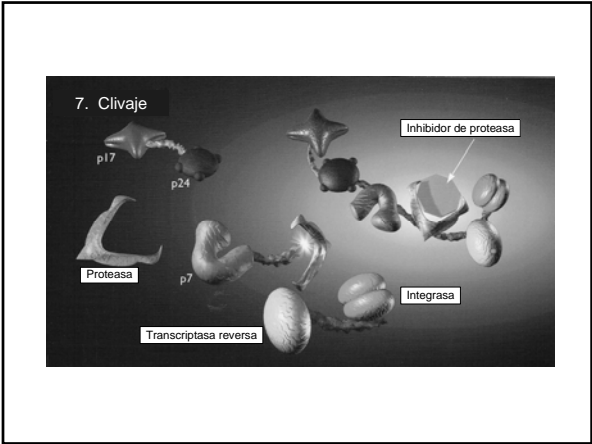 7. Clivaje
Inhibidor de proteasa
p17
p24
Proteasa
p7
Integrasa
Transcriptasa reversa